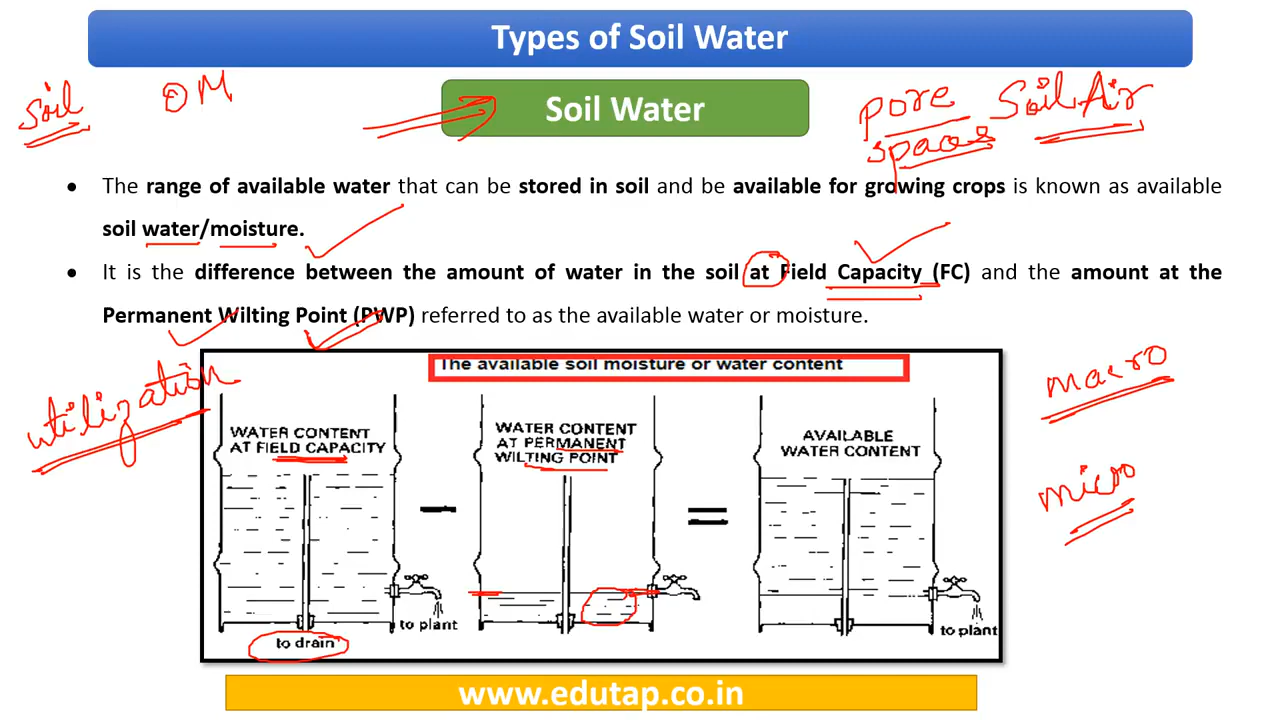 Types of Soil Water
soil
OM
Soil Water
pore
spaces
Soil Air
• The range of available water that can be stored in soil and be available for growing crops is known as available
soil water/moisture.
• It is the difference between the amount of water in the soil at Field Capacity (FC) and the amount at the
Permanent Wilting Point (PWP) referred to as the available water or moisture.
utilization
macro
micro
The available soil moisture or water content
WATER CONTENT
AT FIELD CAPACITY
to plant
to drain
−
WATER CONTENT
AT PERMANENT
WILTING POINT
=
AVAILABLE
WATER CONTENT
to plant
www.edutap.co.in